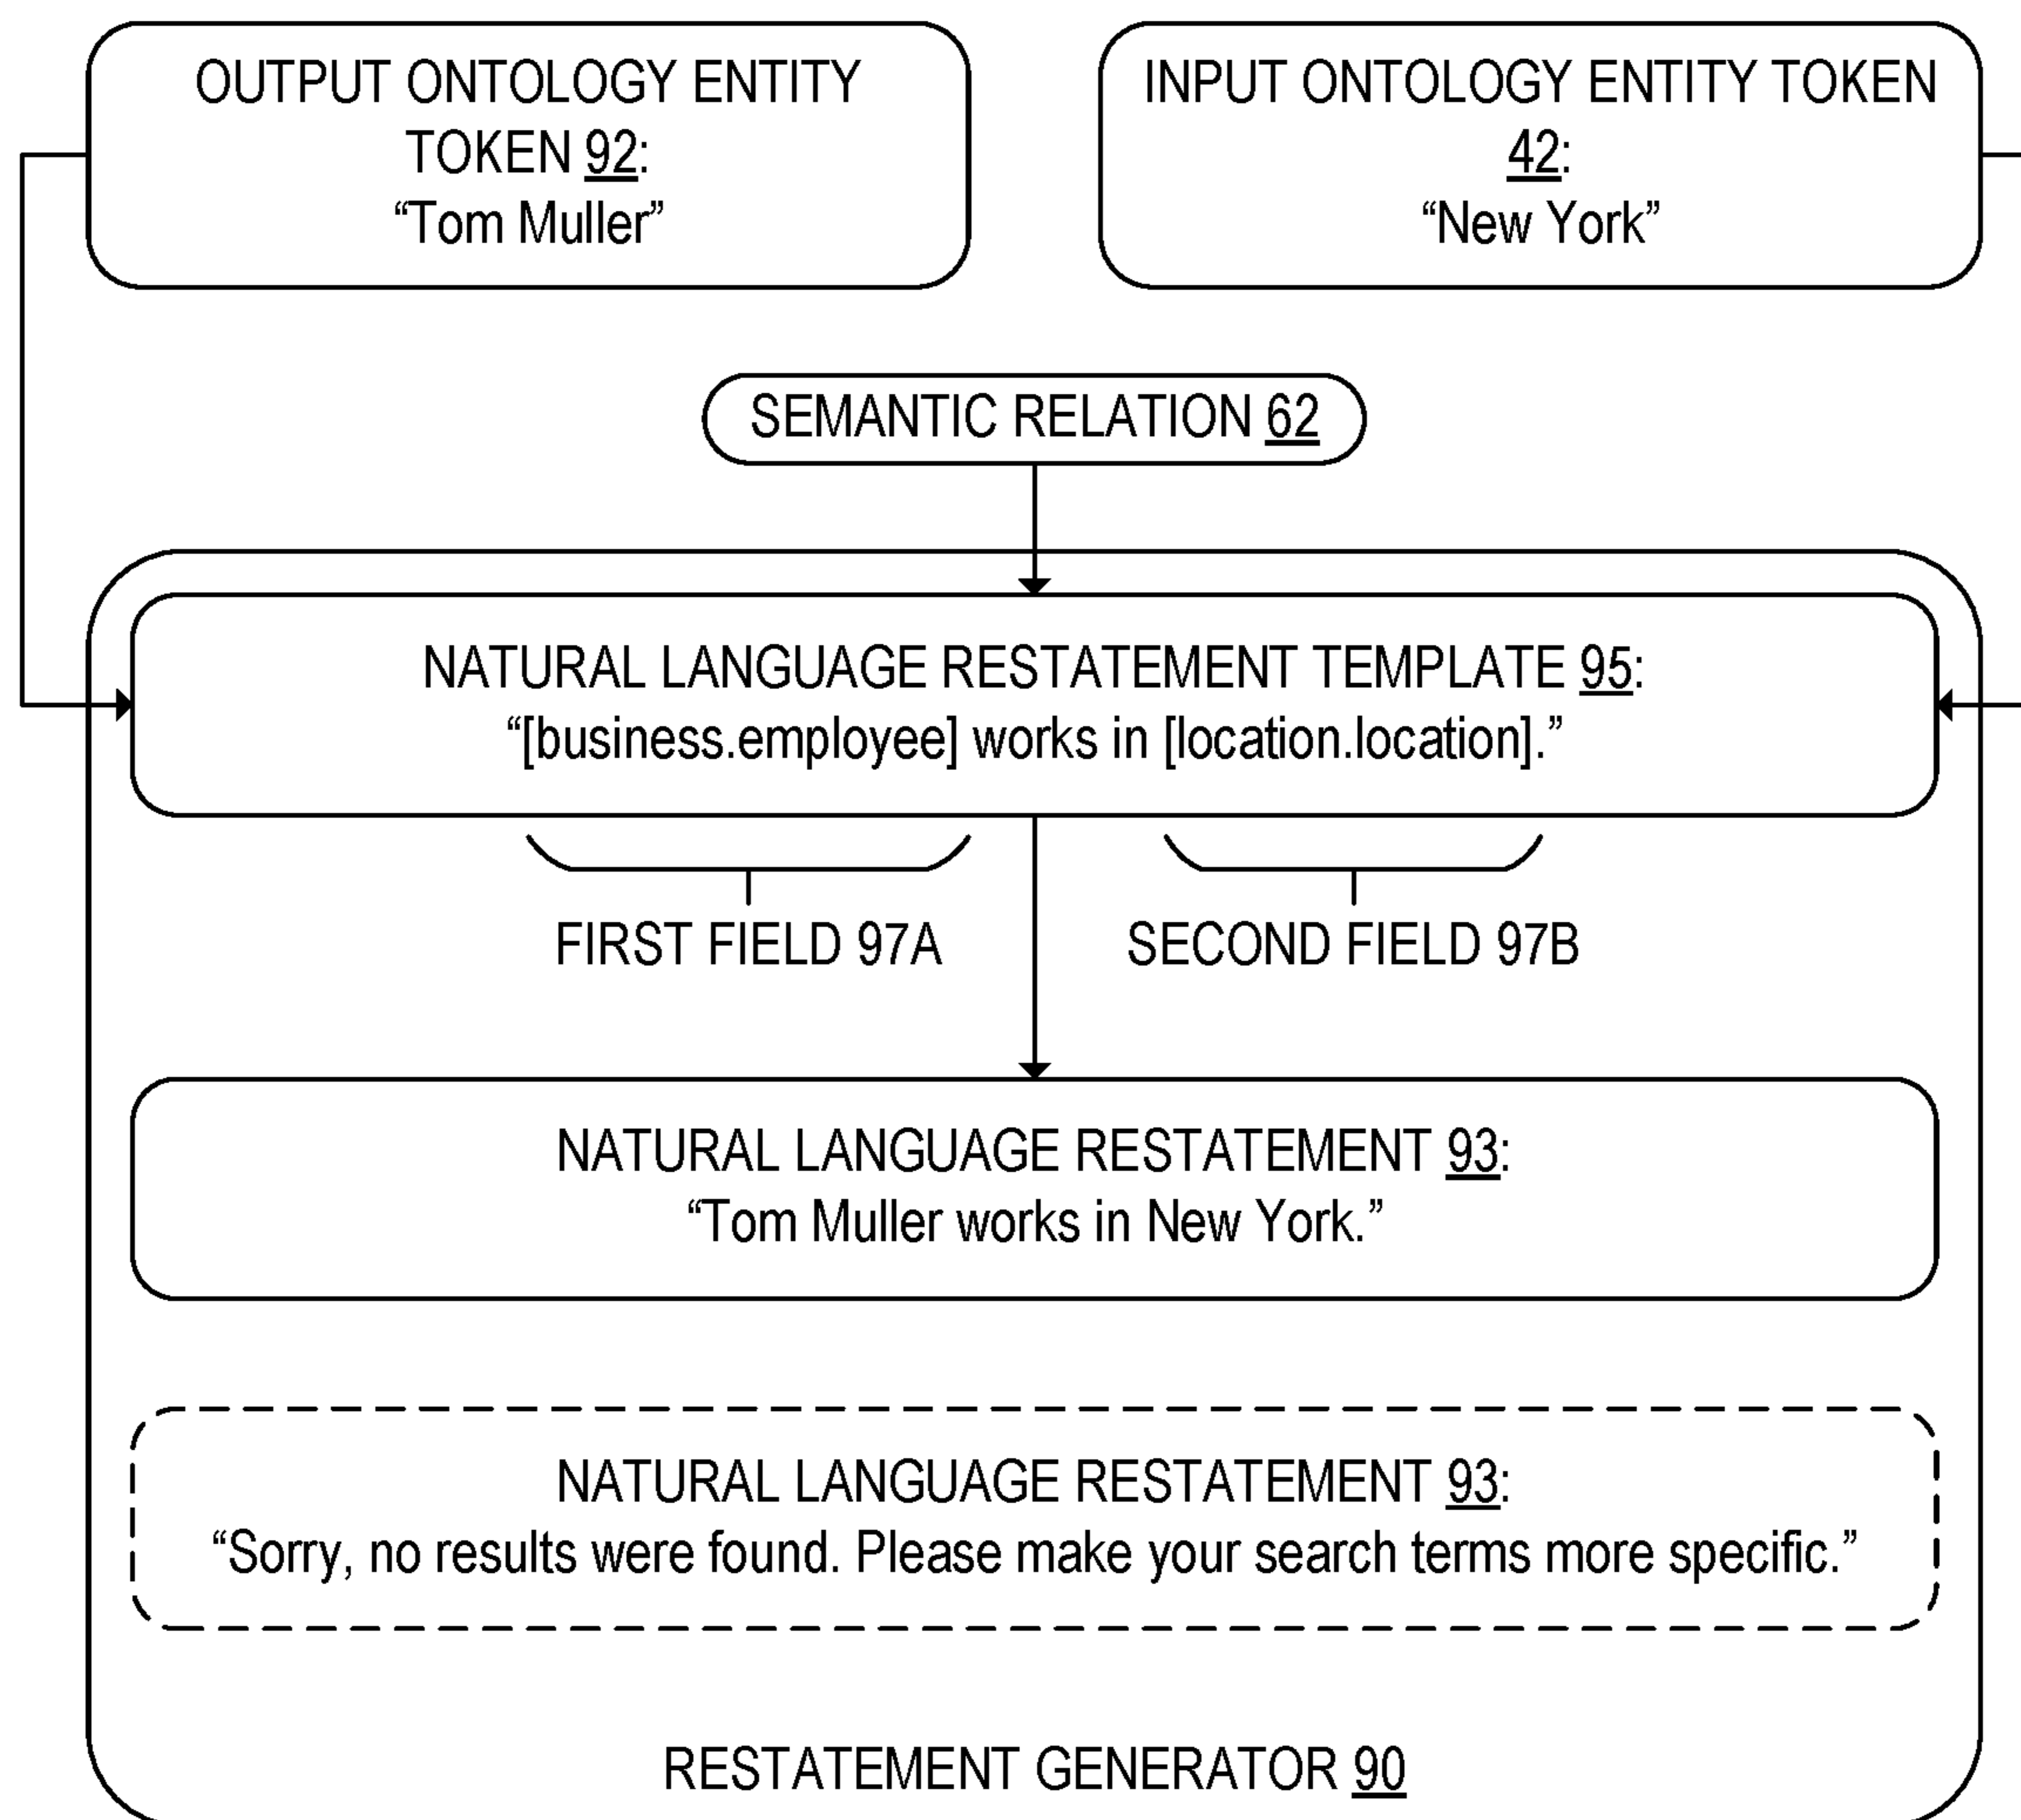 OUTPUT ONTOLOGY ENTITY
TOKEN 92:
“Tom Muller”
INPUT ONTOLOGY ENTITY TOKEN
42:
“New York”
SEMANTIC RELATION 62
NATURAL LANGUAGE RESTATEMENT TEMPLATE 95:
“[business.employee] works in [location.location].”
FIRST FIELD 97A
SECOND FIELD 97B
NATURAL LANGUAGE RESTATEMENT 93:
“Tom Muller works in New York.”
NATURAL LANGUAGE RESTATEMENT 93:
“Sorry, no results were found. Please make your search terms more specific.”
RESTATEMENT GENERATOR 90